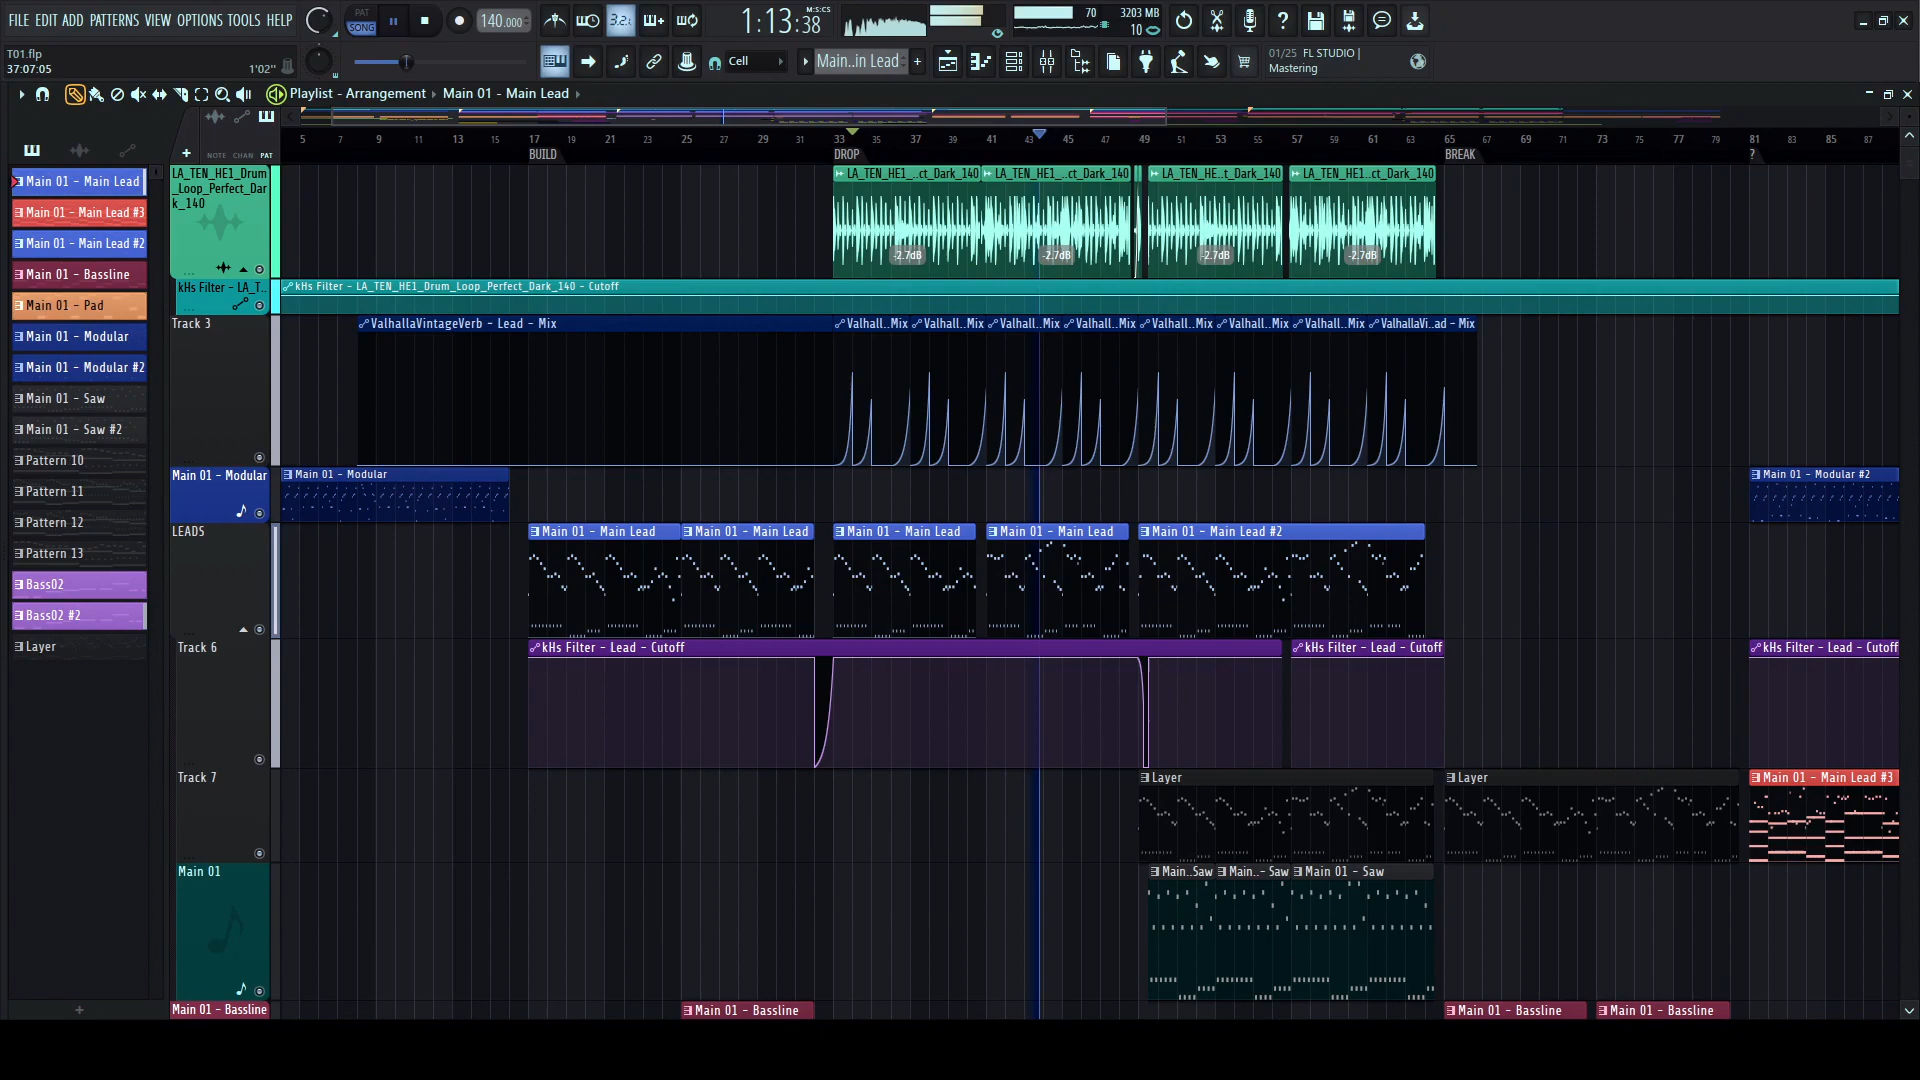 FILE EDIT ADD PATTERNS VIEW OPTIONS TOOLS HELP
PAT
SONG
140.000
3.2:
1:13:38
M:S:CS
70
3203 MB
10
T01.flp
37:07:05
1'02"
Cell
Main..in Lead
+
01/25 FL STUDIO |
Mastering
Playlist - Arrangement › Main 01 - Main Lead ›
NOTE CHAN PAT
5 7 9 11 13 15 17 19 21 23 25 27 29 31 33 35 37 39 41 43 45 47 49 51 53 55 57 59 61 63 65 67 69 71 73 75 77 79 81 83 85 87
BUILD
DROP
BREAK
?
Main 01 - Main Lead
Main 01 - Main Lead #3
Main 01 - Main Lead #2
Main 01 - Bassline
Main 01 - Pad
Main 01 - Modular
Main 01 - Modular #2
Main 01 - Saw
Main 01 - Saw #2
Pattern 10
Pattern 11
Pattern 12
Pattern 13
Bass02
Bass02 #2
Layer
+
LA_TEN_HE1_Drum
_Loop_Perfect_Dar
k_140
LA_TEN_HE1_..ct_Dark_140
LA_TEN_HE1_..ct_Dark_140
LA_TEN_HE..t_Dark_140
LA_TEN_HE1..ct_Dark_140
-2.7dB
-2.7dB
-2.7dB
-2.7dB
kHs Filter - LA_T..
kHs Filter - LA_TEN_HE1_Drum_Loop_Perfect_Dark_140 - Cutoff
Track 3
ValhallaVintageVerb - Lead - Mix
Valhall..Mix
Valhall..Mix
Valhall..Mix
Valhall..Mix
Valhall..Mix
Valhall..Mix
Valhall..Mix
ValhallaVi..ad - Mix
Main 01 - Modular
Main 01 - Modular
Main 01 - Modular #2
LEADS
Main 01 - Main Lead
Main 01 - Main Lead
Main 01 - Main Lead
Main 01 - Main Lead
Main 01 - Main Lead #2
Track 6
kHs Filter - Lead - Cutoff
kHs Filter - Lead - Cutoff
kHs Filter - Lead - Cutoff
Track 7
Layer
Layer
Main 01 - Main Lead #3
Main 01
Main..Saw
Main..- Saw
Main 01 - Saw
Main 01 - Bassline
Main 01 - Bassline
Main 01 - Bassline
Main 01 - Bassline